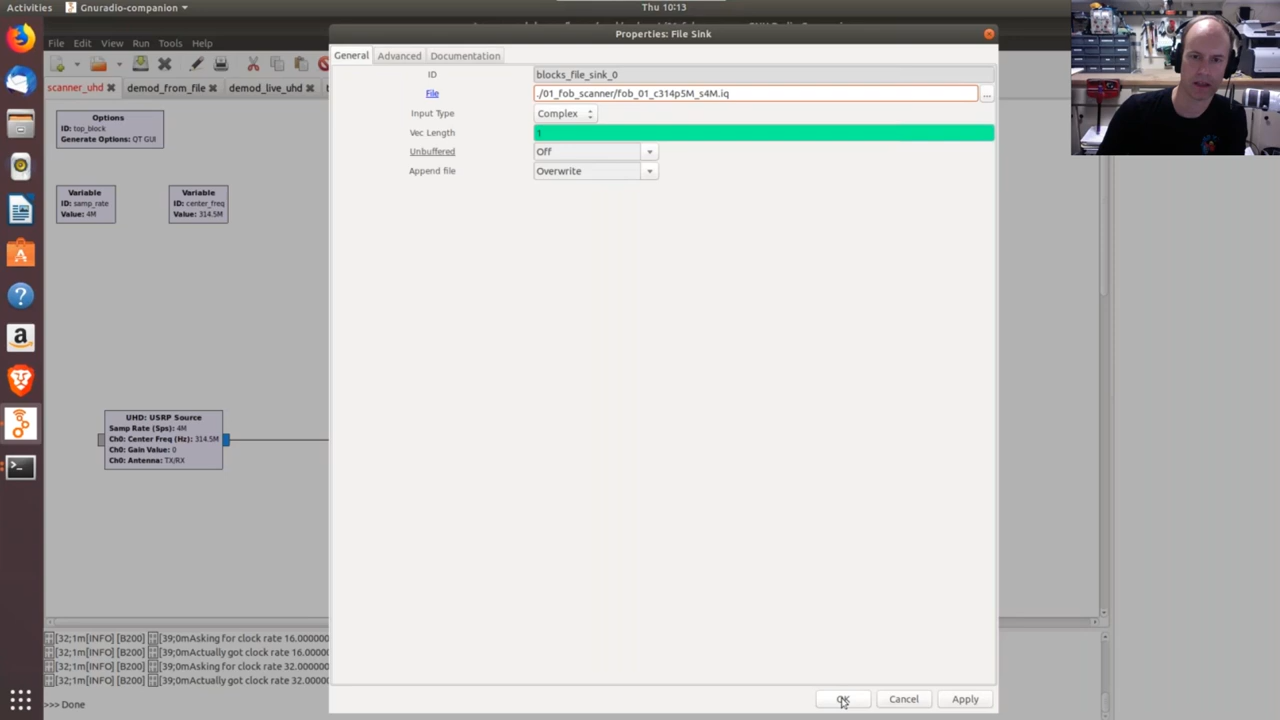 Activities
Gnuradio-companion
Thu 10:13
Properties: File Sink
File Edit View Run Tools Help
General Advanced Documentation
ID blocks_file_sink_0
File ./01_fob_scanner/fob_01_c314p5M_s4M.iq ...
Input Type Complex
Vec Length 1
Unbuffered Off
Append file Overwrite
scanner_uhd demod_from_file demod_live_uhd
Options
ID: top_block
Generate Options: QT GUI
Variable
ID: samp_rate
Value: 4M
Variable
ID: center_freq
Value: 314.5M
UHD: USRP Source
Samp Rate (Sps): 4M
Ch0: Center Freq (Hz): 314.5M
Ch0: Gain Value: 0
Ch0: Antenna: TX/RX
[32;1m[INFO] [B200] [39;0mAsking for clock rate 16.000000
[32;1m[INFO] [B200] [39;0mActually got clock rate 16.00000
[32;1m[INFO] [B200] [39;0mAsking for clock rate 32.000000
[32;1m[INFO] [B200] [39;0mActually got clock rate 32.00000
>>> Done
OK Cancel Apply